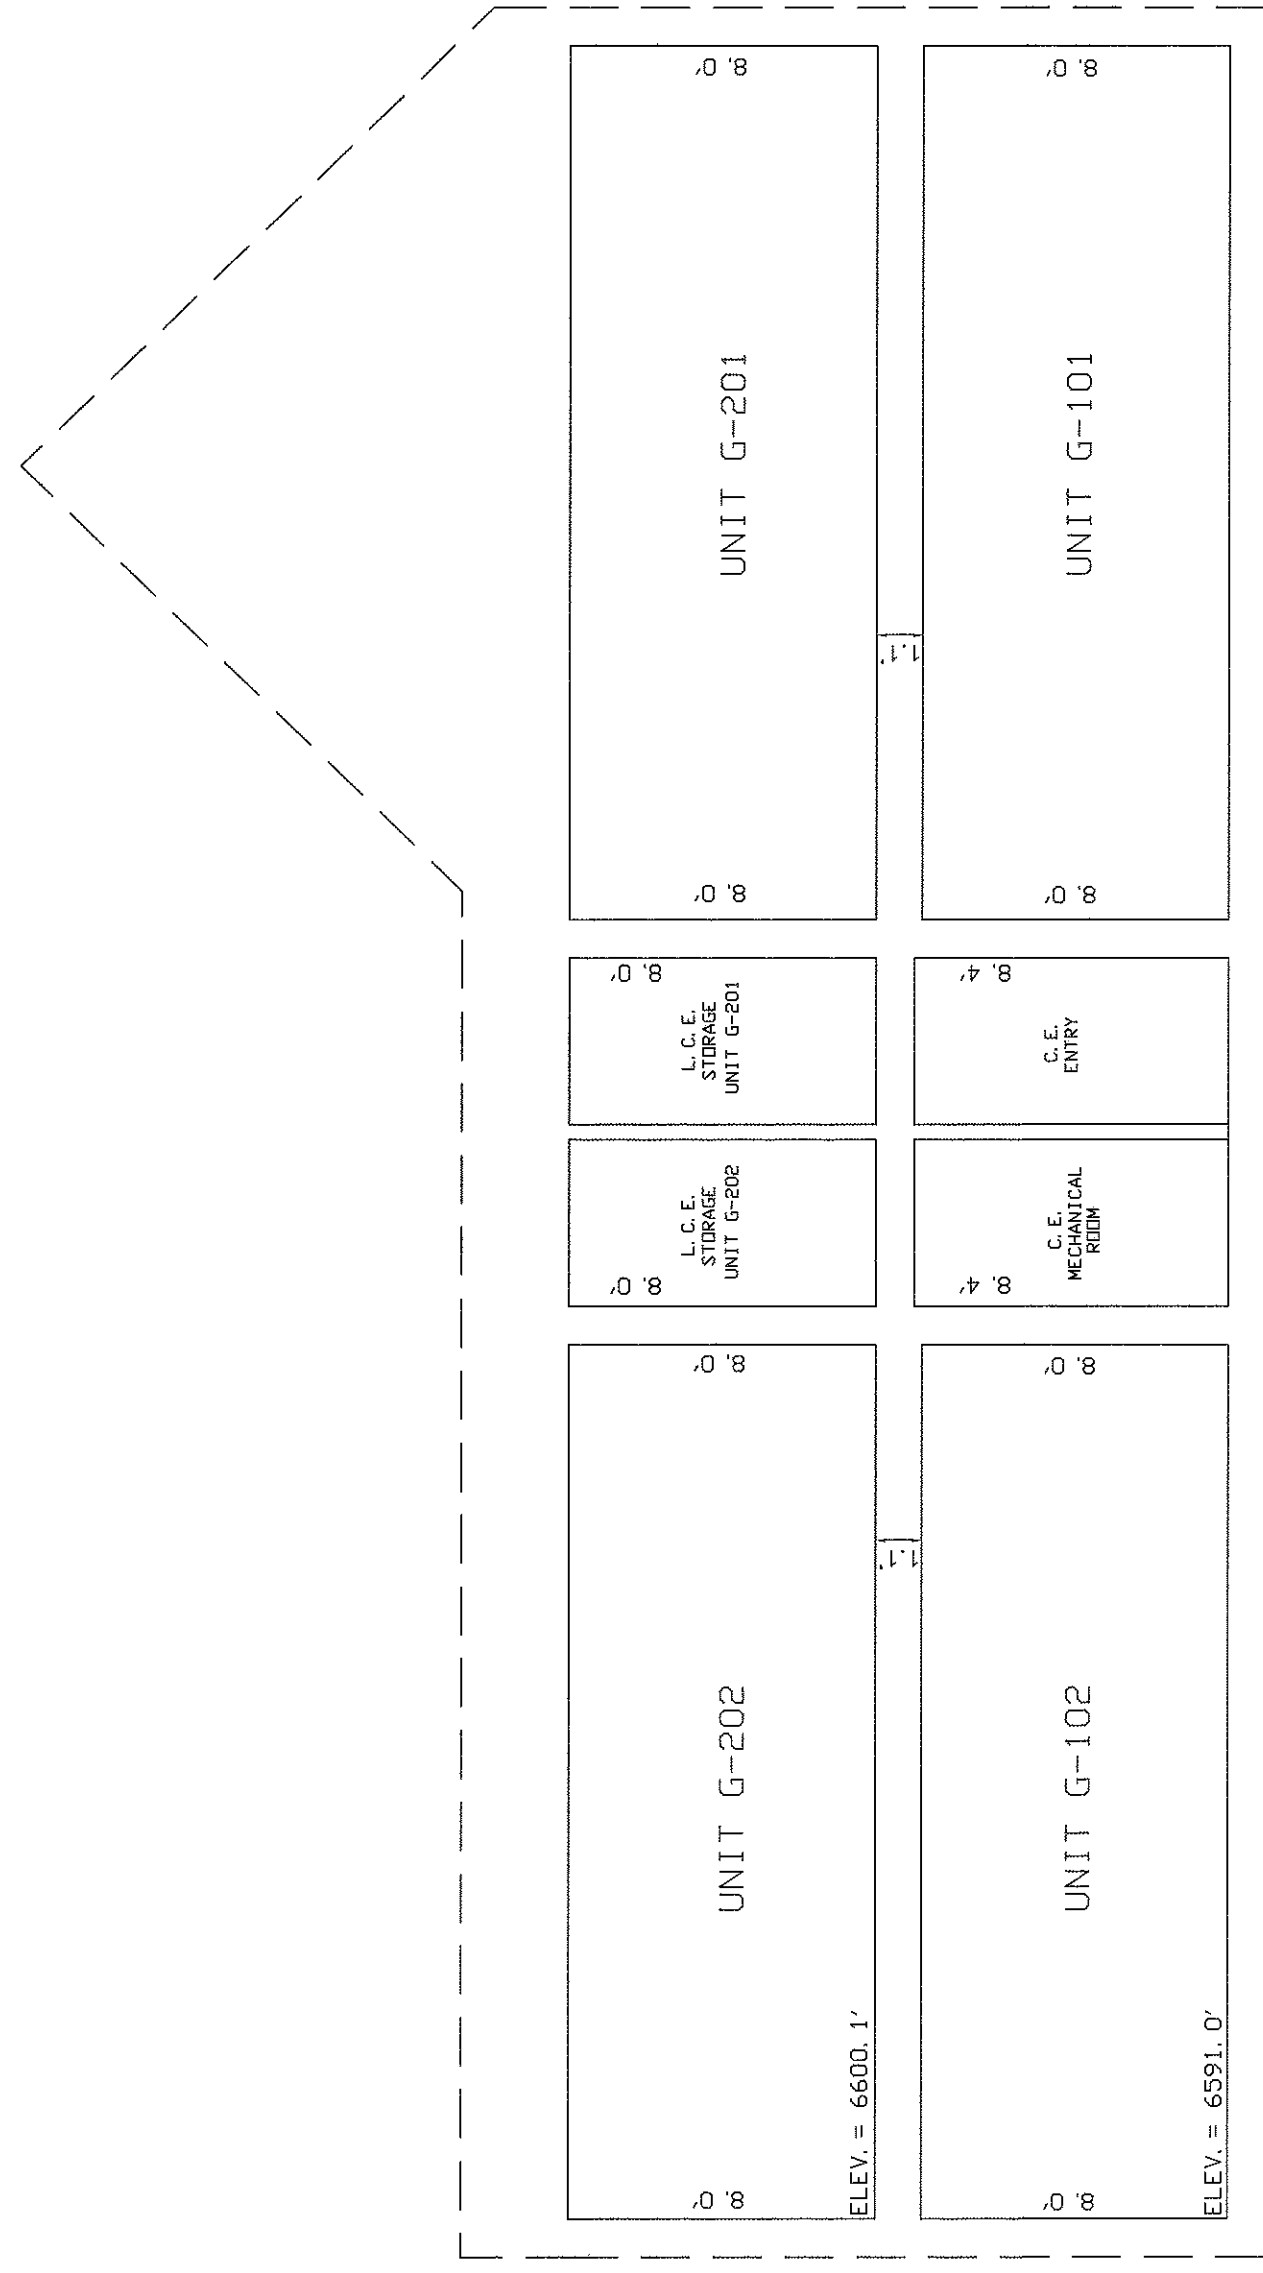 8.0'
8.0'
UNIT G-202
ELEV. = 6600.1'
8.0'
L.C.E.
STORAGE
UNIT G-202
8.0'
L.C.E.
STORAGE
UNIT G-201
8.0'
8.0'
UNIT G-201
1.1'
1.1'
8.0'
8.0'
UNIT G-102
ELEV. = 6591.0'
8.4'
C.E.
MECHANICAL
ROOM
8.4'
C.E.
ENTRY
8.0'
8.0'
UNIT G-101